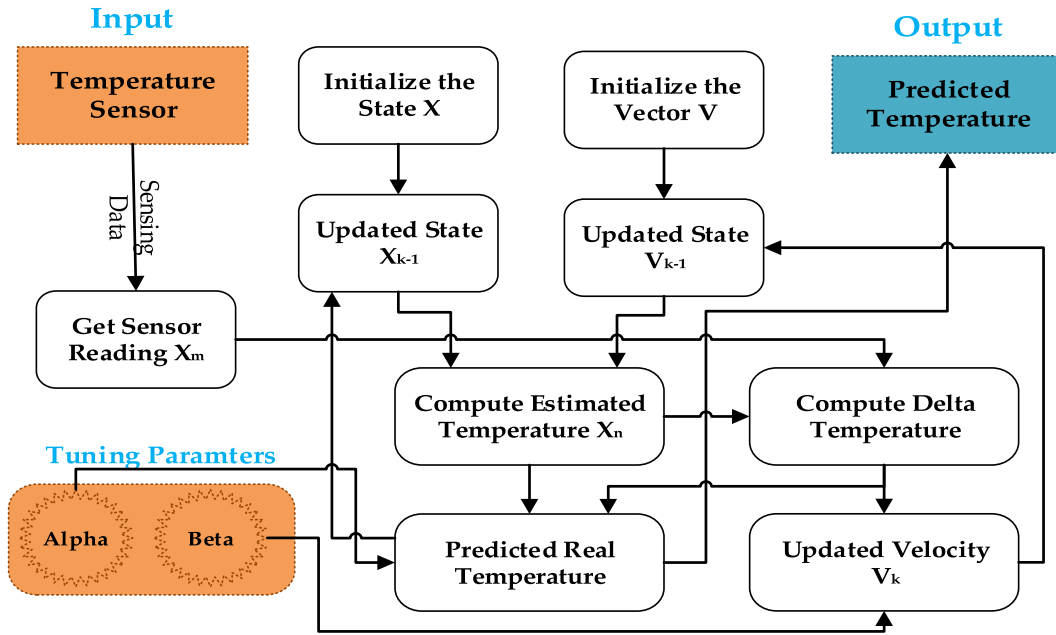 Input
Output
Temperature
Sensor
Initialize the
State X
Initialize the
Vector V
Predicted
Temperature
Sensing
Data
Updated State
Xk-1
Updated State
Vk-1
Get Sensor
Reading Xm
Compute Estimated
Temperature Xn
Compute Delta
Temperature
Tuning Paramters
Alpha
Beta
Predicted Real
Temperature
Updated Velocity
Vk